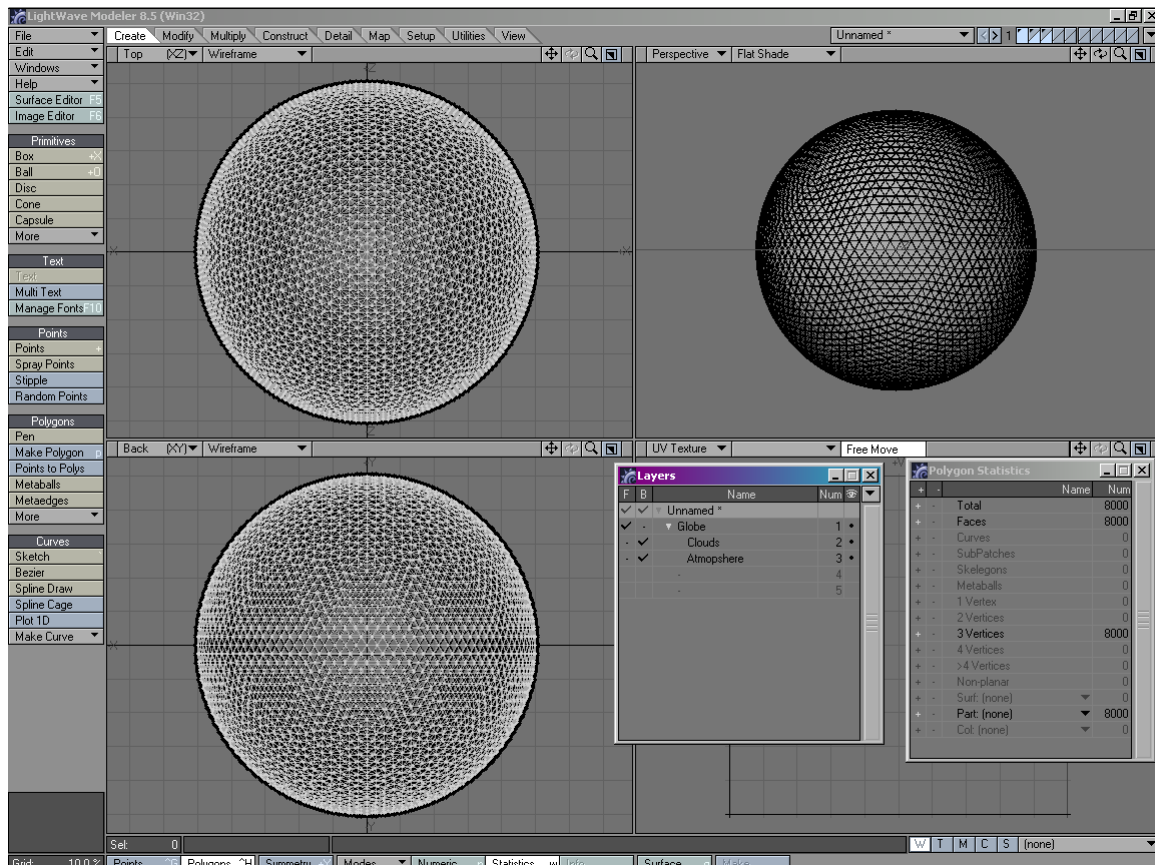 LightWave Modeler 8.5 (Win32)
File
Create Modify Multiply Construct Detail Map Setup Utilities View
Unnamed *
1
Edit
Windows
Help
Surface Editor F5
Image Editor F6
Top (XZ) Wireframe
Perspective Flat Shade
Primitives
Box +X
Ball +O
Disc
Cone
Capsule
More
Text
Text
Multi Text
Manage Fonts F10
Points
Points +
Spray Points
Stipple
Random Points
Polygons
Pen
Make Polygon p
Points to Polys
Metaballs
Metaedges
More
Curves
Sketch
Bezier
Spline Draw
Spline Cage
Plot 1D
Make Curve
Back (XY) Wireframe
UV Texture
Free Move
Layers
F B Name Num
Unnamed *
Globe 1
Clouds 2
Atmopshere 3
4
5
Polygon Statistics
+ - Name Num
+ - Total 8000
+ - Faces 8000
+ - Curves 0
+ - SubPatches 0
+ - Skelegons 0
+ - Metaballs 0
+ - 1 Vertex 0
+ - 2 Vertices 0
+ - 3 Vertices 8000
+ - 4 Vertices 0
+ - >4 Vertices 0
+ - Non-planar 0
+ - Surf: (none) 0
+ - Part: (none) 8000
+ - Col: (none) 0
Sel: 0
W T M C S (none)
Grid: 10.0 %
Points ^G Polygons ^H Symmetry +Y Modes Numeric n Statistics w Info Surface q Make